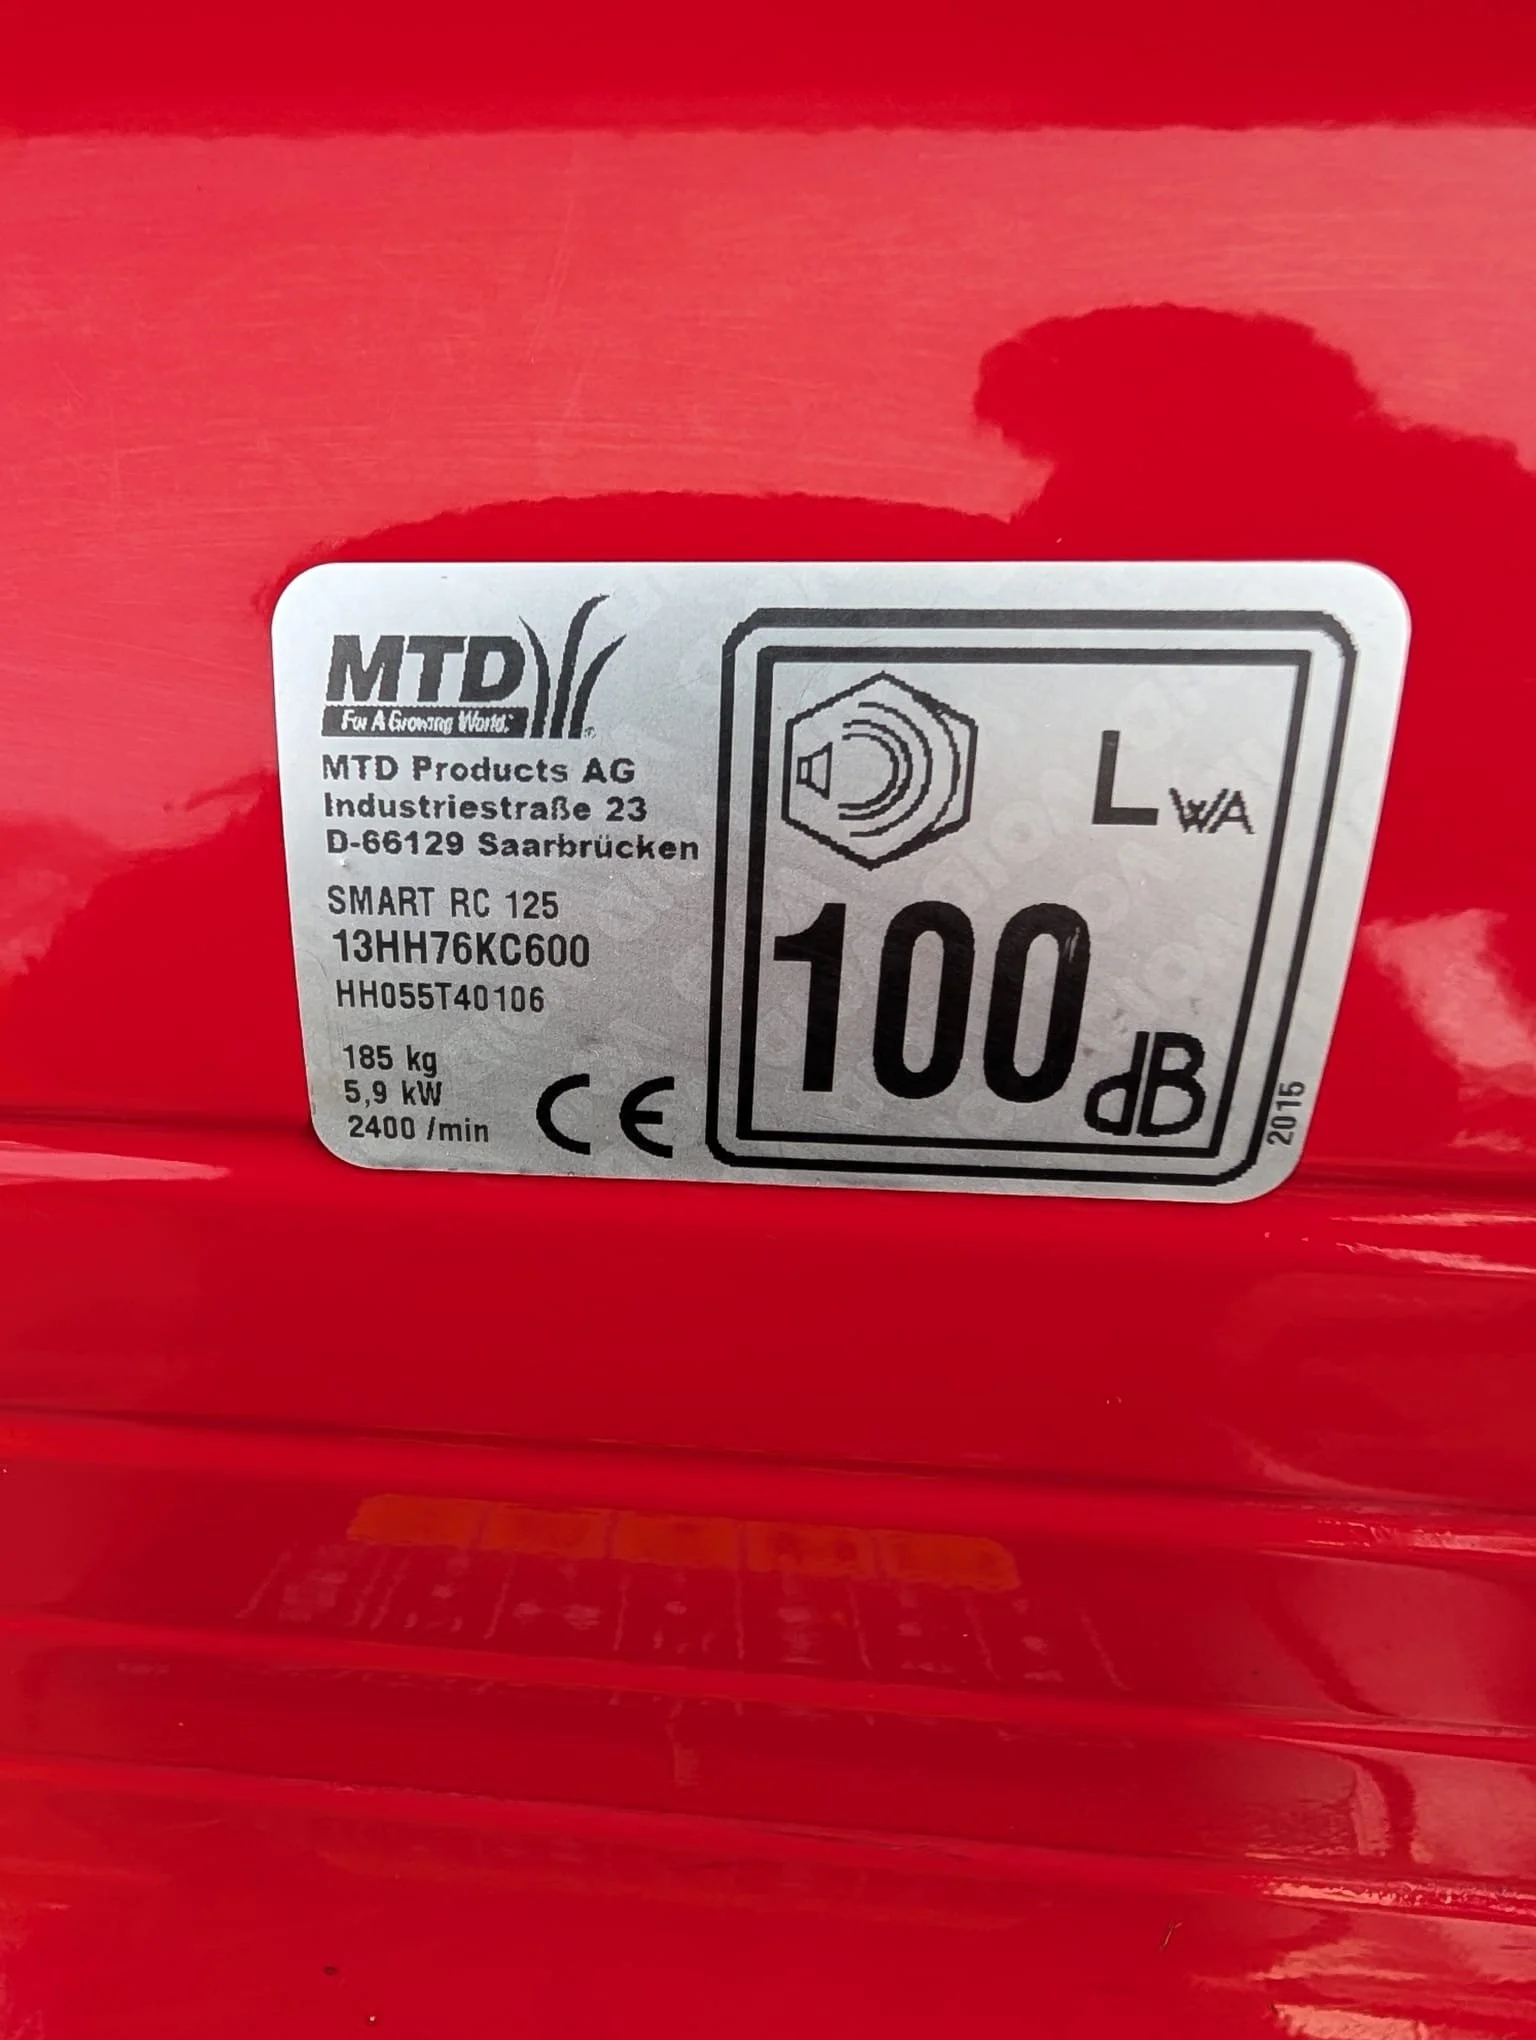 MTD
For A Growing World.
MTD Products AG
Industriestraße 23
D-66129 Saarbrücken
SMART RC 125
13HH76KC600
HH055T40106
185 kg
5,9 kW
2400 /min
CE
LWA
100 dB
2015